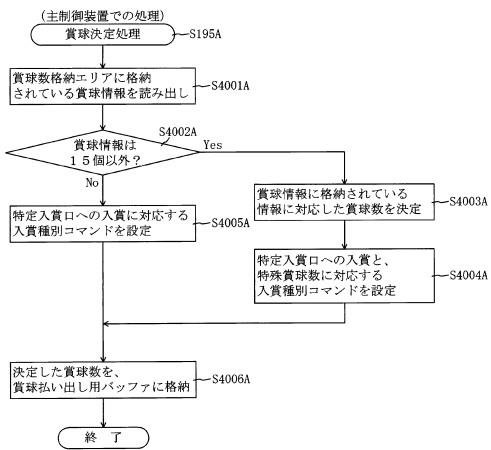 (主制御装置での処理)
賞球決定処理
S195A
賞球数格納エリアに格納
されている賞球情報を読み出し
S4001A
賞球情報は
15個以外?
S4002A
Yes
No
賞球情報に格納されている
情報に対応した賞球数を決定
S4003A
特定入賞口への入賞に対応する
入賞種別コマンドを設定
S4005A
特定入賞口への入賞と、
特殊賞球数に対応する
入賞種別コマンドを設定
S4004A
決定した賞球数を、
賞球払い出し用バッファに格納
S4006A
終 了